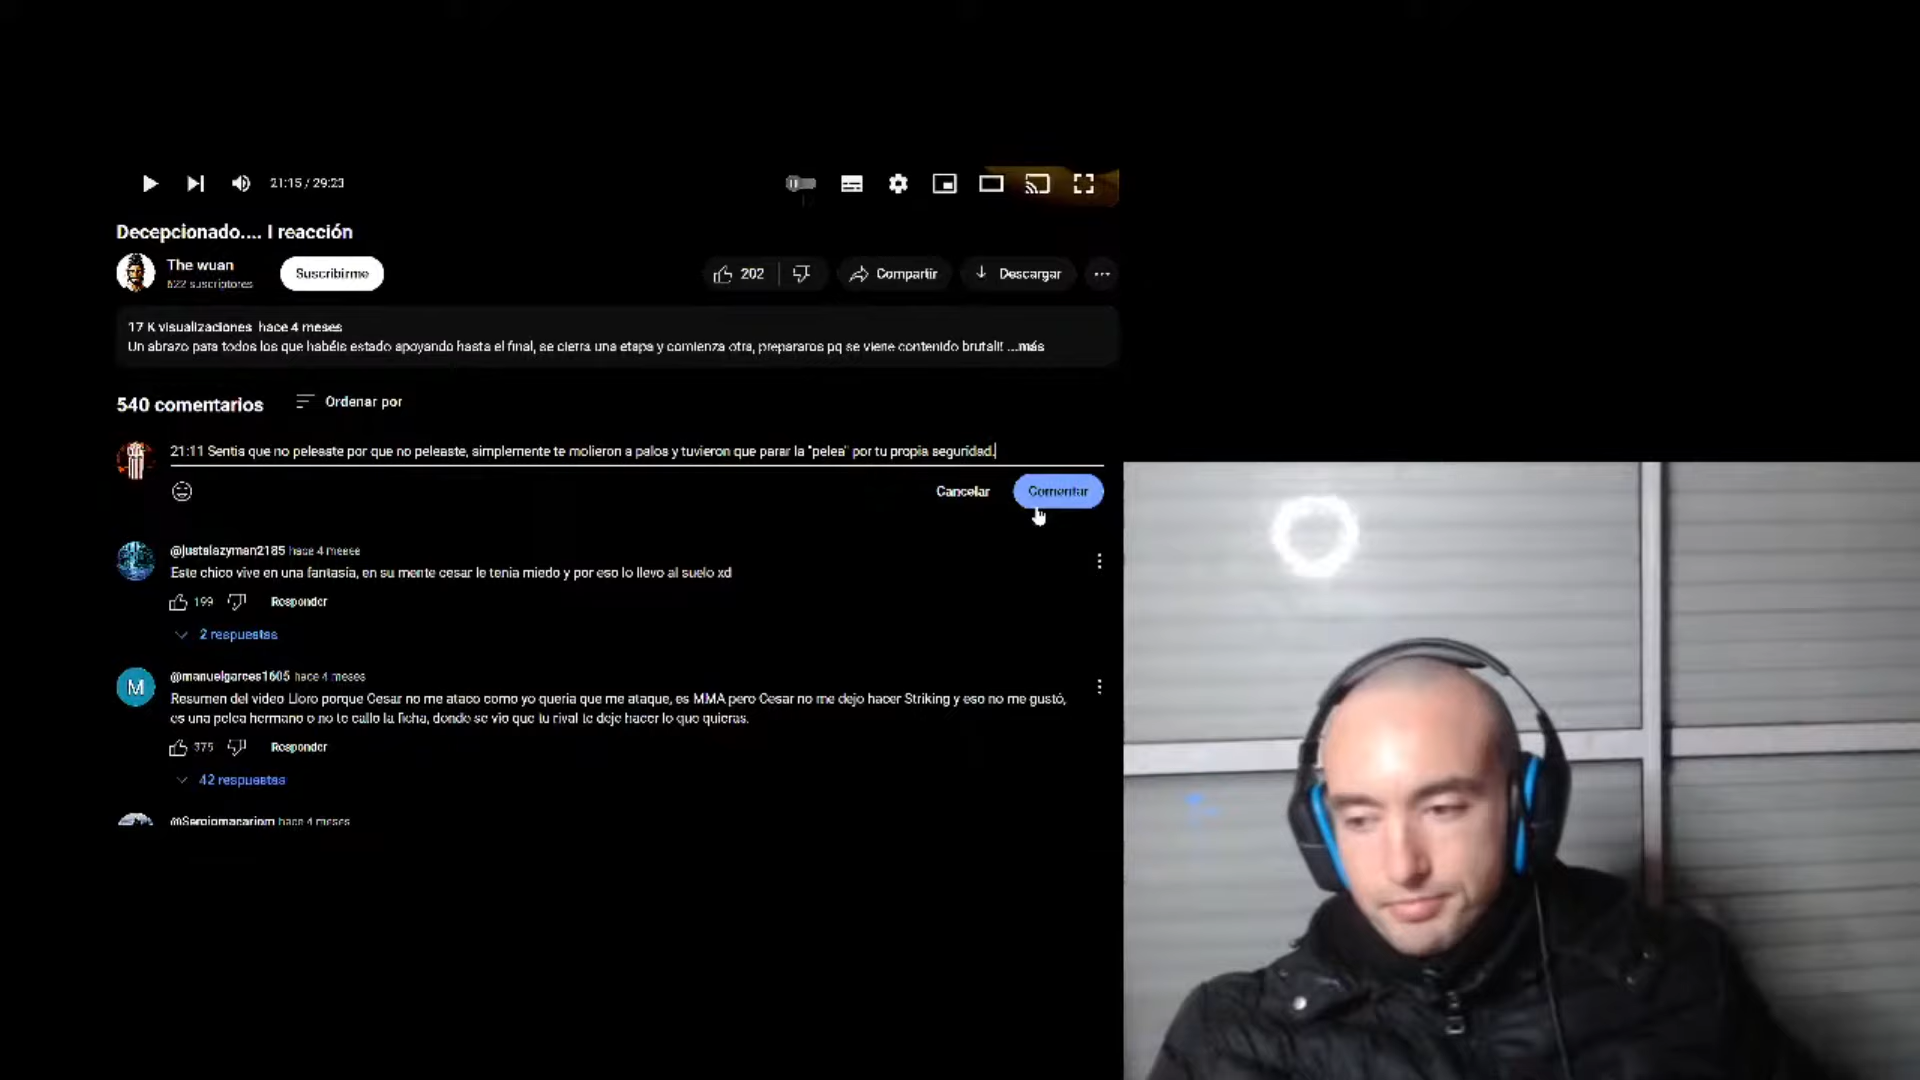 21:15 / 29:23
Decepcionado.... I reacción
The wuan
622 suscriptores
Suscribirme
202
Compartir
Descargar
17 K visualizaciones hace 4 meses
Un abrazo para todos los que habéis estado apoyando hasta el final, se cierra una etapa y comienza otra, prepararos pq se viene contenido brutal!! ...más
540 comentarios
Ordenar por
21:11 Sentia que no peleaste por que no peleaste, simplemente te molieron a palos y tuvieron que parar la "pelea" por tu propia seguridad.
Cancelar
Comentar
@justalazyman2185 hace 4 meses
Este chico vive en una fantasia, en su mente cesar le tenia miedo y por eso lo llevo al suelo xd
199
Responder
2 respuestas
M
@manuelgarces1605 hace 4 meses
Resumen del video Lloro porque Cesar no me ataco como yo queria que me ataque, es MMA pero Cesar no me dejo hacer Striking y eso no me gustó,
es una pelea hermano o no te callo la ficha, donde se vio que tu rival te deje hacer lo que quieras.
375
Responder
42 respuestas
@Sergiomacariom hace 4 meses